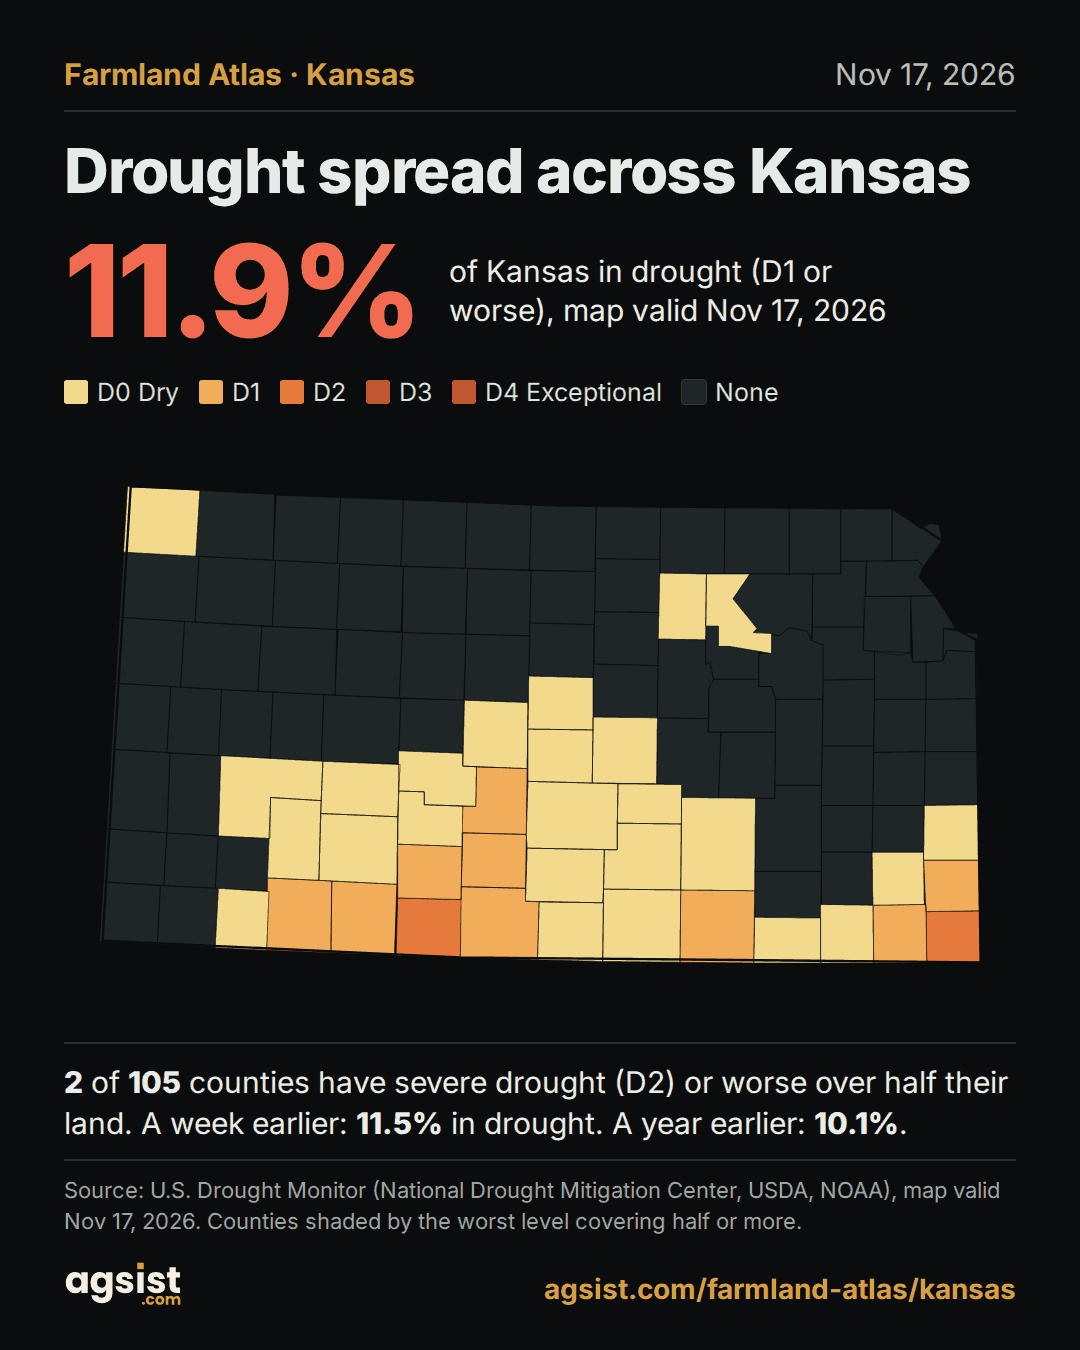 Farmland Atlas · Kansas
Nov 17, 2026
Drought spread across Kansas
11.9%
of Kansas in drought (D1 or
worse), map valid Nov 17, 2026
D0 Dry D1 D2 D3 D4 Exceptional None
2 of 105 counties have severe drought (D2) or worse over half their
land. A week earlier: 11.5% in drought. A year earlier: 10.1%.
Source: U.S. Drought Monitor (National Drought Mitigation Center, USDA, NOAA), map valid
Nov 17, 2026. Counties shaded by the worst level covering half or more.
agsist
.com
agsist.com/farmland-atlas/kansas